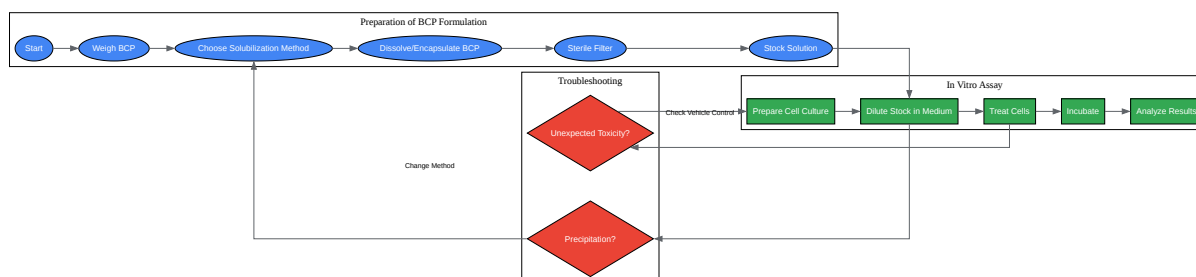 Preparation of BCP Formulation
Start
Weigh BCP
Choose Solubilization Method
Dissolve/Encapsulate BCP
Sterile Filter
Stock Solution
Troubleshooting
In Vitro Assay
Unexpected Toxicity?
Check Vehicle Control
Prepare Cell Culture
Dilute Stock in Medium
Treat Cells
Incubate
Analyze Results
Change Method
Precipitation?